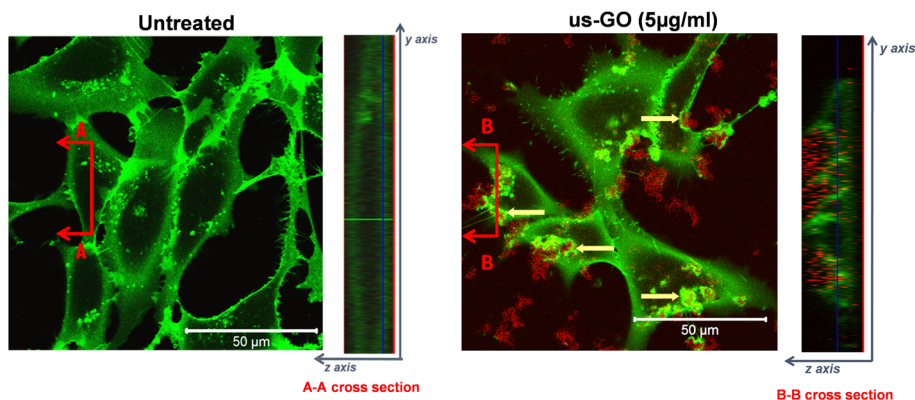 Untreated
us-GO (5µg/ml)
y axis
y axis
A
B
A
B
50 µm
50 µm
z axis
z axis
A-A cross section
B-B cross section